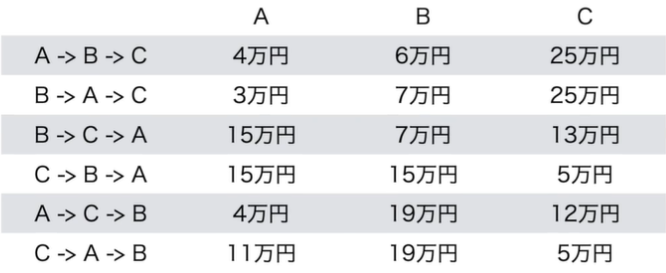 A B C
A -> B -> C 4万円 6万円 25万円
B -> A -> C 3万円 7万円 25万円
B -> C -> A 15万円 7万円 13万円
C -> B -> A 15万円 15万円 5万円
A -> C -> B 4万円 19万円 12万円
C -> A -> B 11万円 19万円 5万円